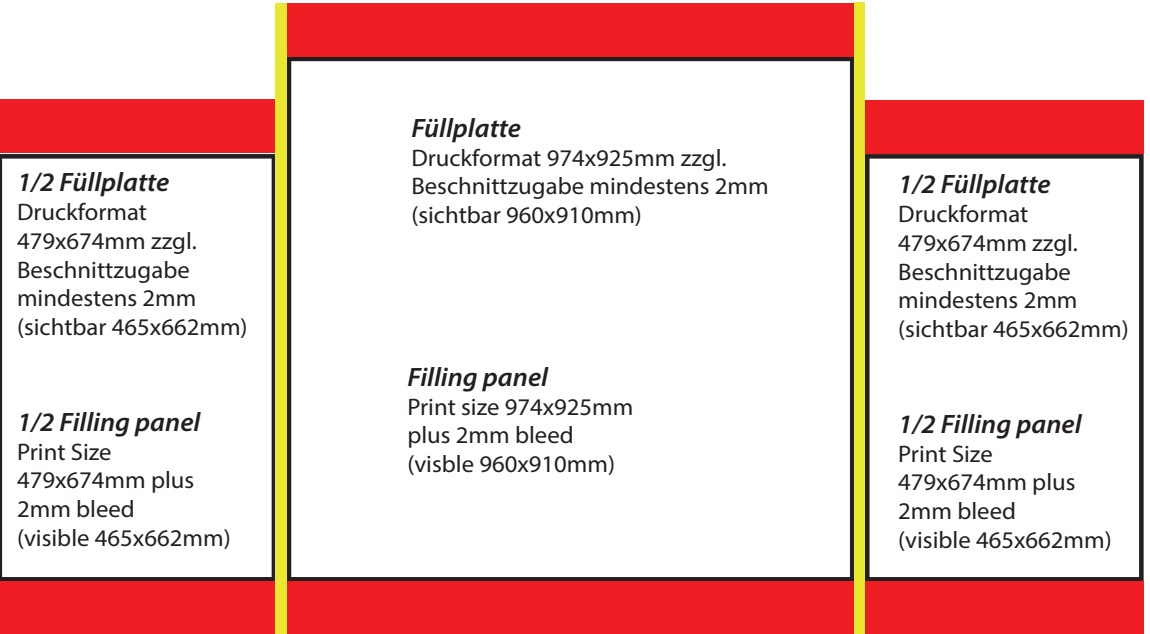 1/2 Füllplatte
Druckformat
479x674mm zzgl.
Beschnittzugabe
mindestens 2mm
(sichtbar 465x662mm)
1/2 Filling panel
Print Size
479x674mm plus
2mm bleed
(visible 465x662mm)
Füllplatte
Druckformat 974x925mm zzgl.
Beschnittzugabe mindestens 2mm
(sichtbar 960x910mm)
Filling panel
Print size 974x925mm
plus 2mm bleed
(visble 960x910mm)
1/2 Füllplatte
Druckformat
479x674mm zzgl.
Beschnittzugabe
mindestens 2mm
(sichtbar 465x662mm)
1/2 Filling panel
Print Size
479x674mm plus
2mm bleed
(visible 465x662mm)